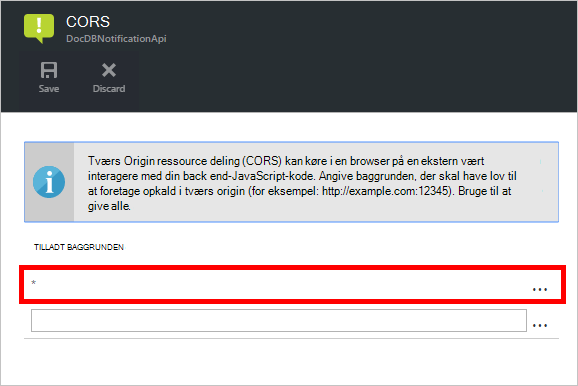 CORS
DocDBNotificationApi
Save
Discard
Tværs Origin ressource deling (CORS) kan køre i en browser på en ekstern vært
interagere med din back end-JavaScript-kode. Angive baggrunden, der skal have lov til
at foretage opkald i tværs origin (for eksempel: http://example.com:12345). Bruge til at
give alle.
TILLADT BAGGRUNDEN
* ...
...